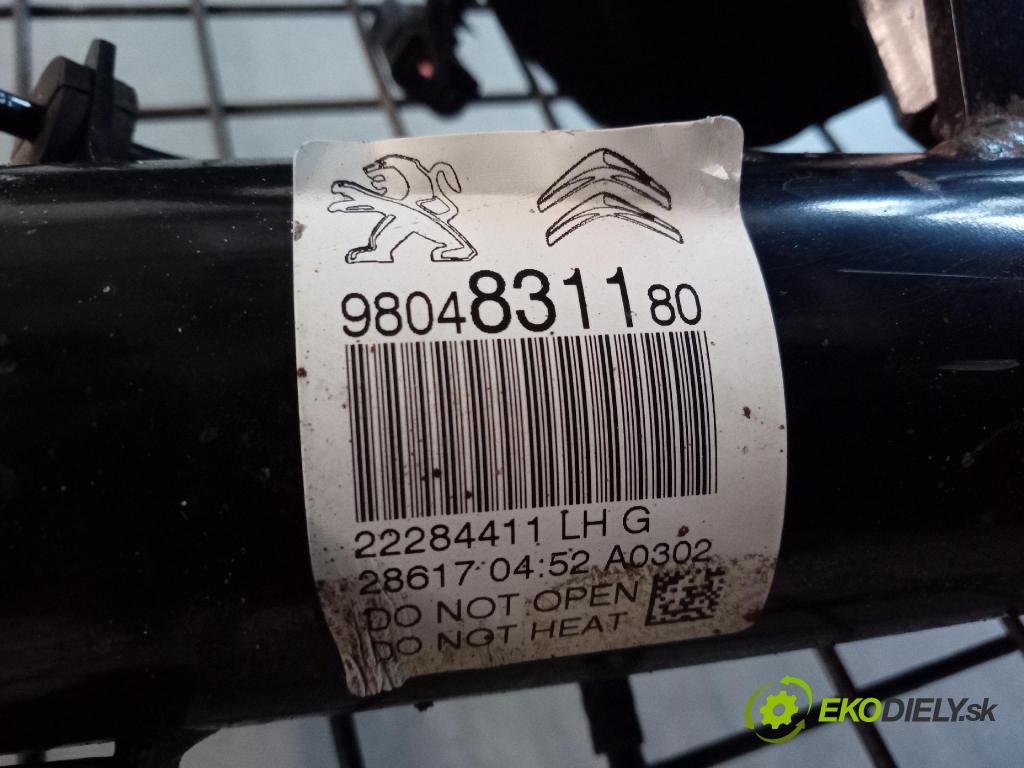 9804831180
22284411 LH G
28617 04:52 A0302
DO NOT OPEN
DO NOT HEAT
EKODIELY.sk